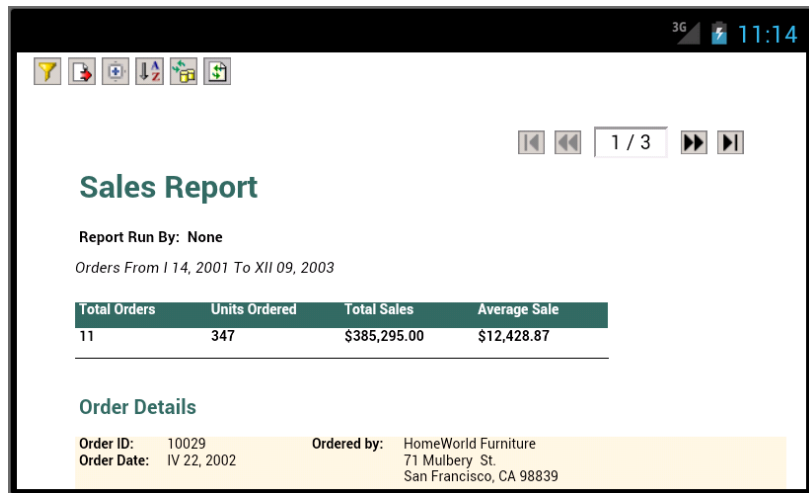 3G 11:14
1 / 3
Sales Report
Report Run By: None
Orders From I 14, 2001 To XII 09, 2003
Total Orders Units Ordered Total Sales Average Sale
11 347 $385,295.00 $12,428.87
Order Details
Order ID: 10029 Ordered by: HomeWorld Furniture
Order Date: IV 22, 2002 71 Mulbery St.
San Francisco, CA 98839